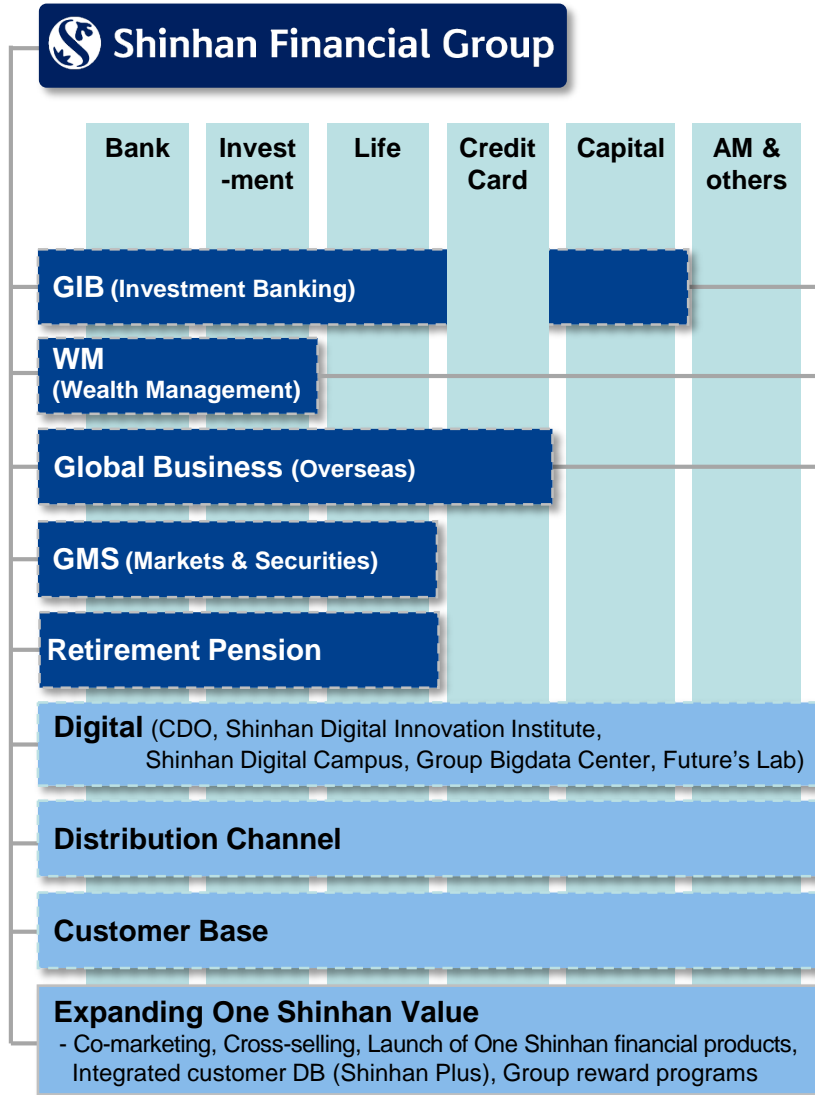 Shinhan Financial Group
Bank Invest Life Credit Capital AM &
-ment Card others
GIB (Investment Banking)
WM
(Wealth Management)
Global Business (Overseas)
GMS (Markets & Securities)
Retirement Pension
Digital (CDO, Shinhan Digital Innovation Institute,
Shinhan Digital Campus, Group Bigdata Center, Future's Lab)
Distribution Channel
Customer Base
Expanding One Shinhan Value
- Co-marketing, Cross-selling, Launch of One Shinhan financial products,
Integrated customer DB (Shinhan Plus), Group reward programs